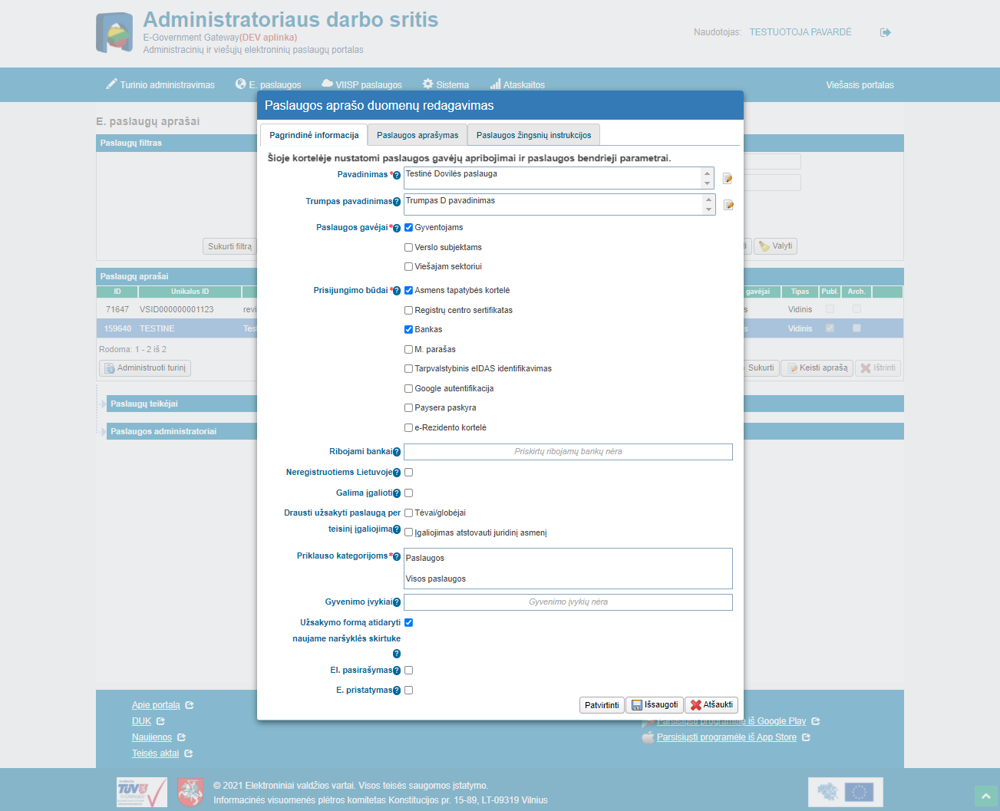 Administratoriaus darbo sritis
E-Government Gateway(DEV aplinka)
Administracinių ir viešųjų elektroninių paslaugų portalas
Naudotojas: TESTUOTOJA PAVARDĖ
Turinio administravimas E. paslaugos VIISP paslaugos Sistema Ataskaitos Viešasis portalas
E. paslaugų aprašai
Paslaugų filtras
Sukurti filtrą
Valyti
Paslaugų aprašai
ID Unikalus ID gavėjai Tipas Publ. Arch.
71647 VSID000000001123 Vidinis
159640 TESTINE Vidinis
Rodoma: 1 - 2 iš 2
Administruoti turinį Sukurti Keisti aprašą Ištrinti
Paslaugų teikėjai
Paslaugos administratoriai
Paslaugos aprašo duomenų redagavimas
Pagrindinė informacija Paslaugos aprašymas Paslaugos žingsnių instrukcijos
Šioje kortelėje nustatomi paslaugos gavėjų apribojimai ir paslaugos bendrieji parametrai.
Pavadinimas *? Testinė Dovilės paslauga
Trumpas pavadinimas? Trumpas D pavadinimas
Paslaugos gavėjai*? Gyventojams
Verslo subjektams
Viešajam sektoriui
Prisijungimo būdai *? Asmens tapatybės kortelė
Registrų centro sertifikatas
Bankas
M. parašas
Tarpvalstybinis eIDAS identifikavimas
Google autentifikacija
Paysera paskyra
e-Rezidento kortelė
Ribojami bankai? Priskirtų ribojamų bankų nėra
Neregistruotiems Lietuvoje?
Galima įgalioti?
Drausti užsakyti paslaugą per Tėvai/globėjai
teisinį įgaliojimą? Įgaliojimas atstovauti juridinį asmenį
Priklauso kategorijoms*? Paslaugos
Visos paslaugos
Gyvenimo įvykiai? Gyvenimo įvykių nėra
Užsakymo formą atidaryti
naujame naršyklės skirtuke
?
El. pasirašymas?
E. pristatymas?
Patvirtinti Išsaugoti Atšaukti
Apie portalą
DUK
Naujienos
Teisės aktai
Parsisiųsti programėlę iš Google Play
Parsisiųsti programėlę iš App Store
TÜV
© 2021 Elektroniniai valdžios vartai. Visos teisės saugomos įstatymo.
Informacinės visuomenės plėtros komitetas Konstitucijos pr. 15-89, LT-09319 Vilnius